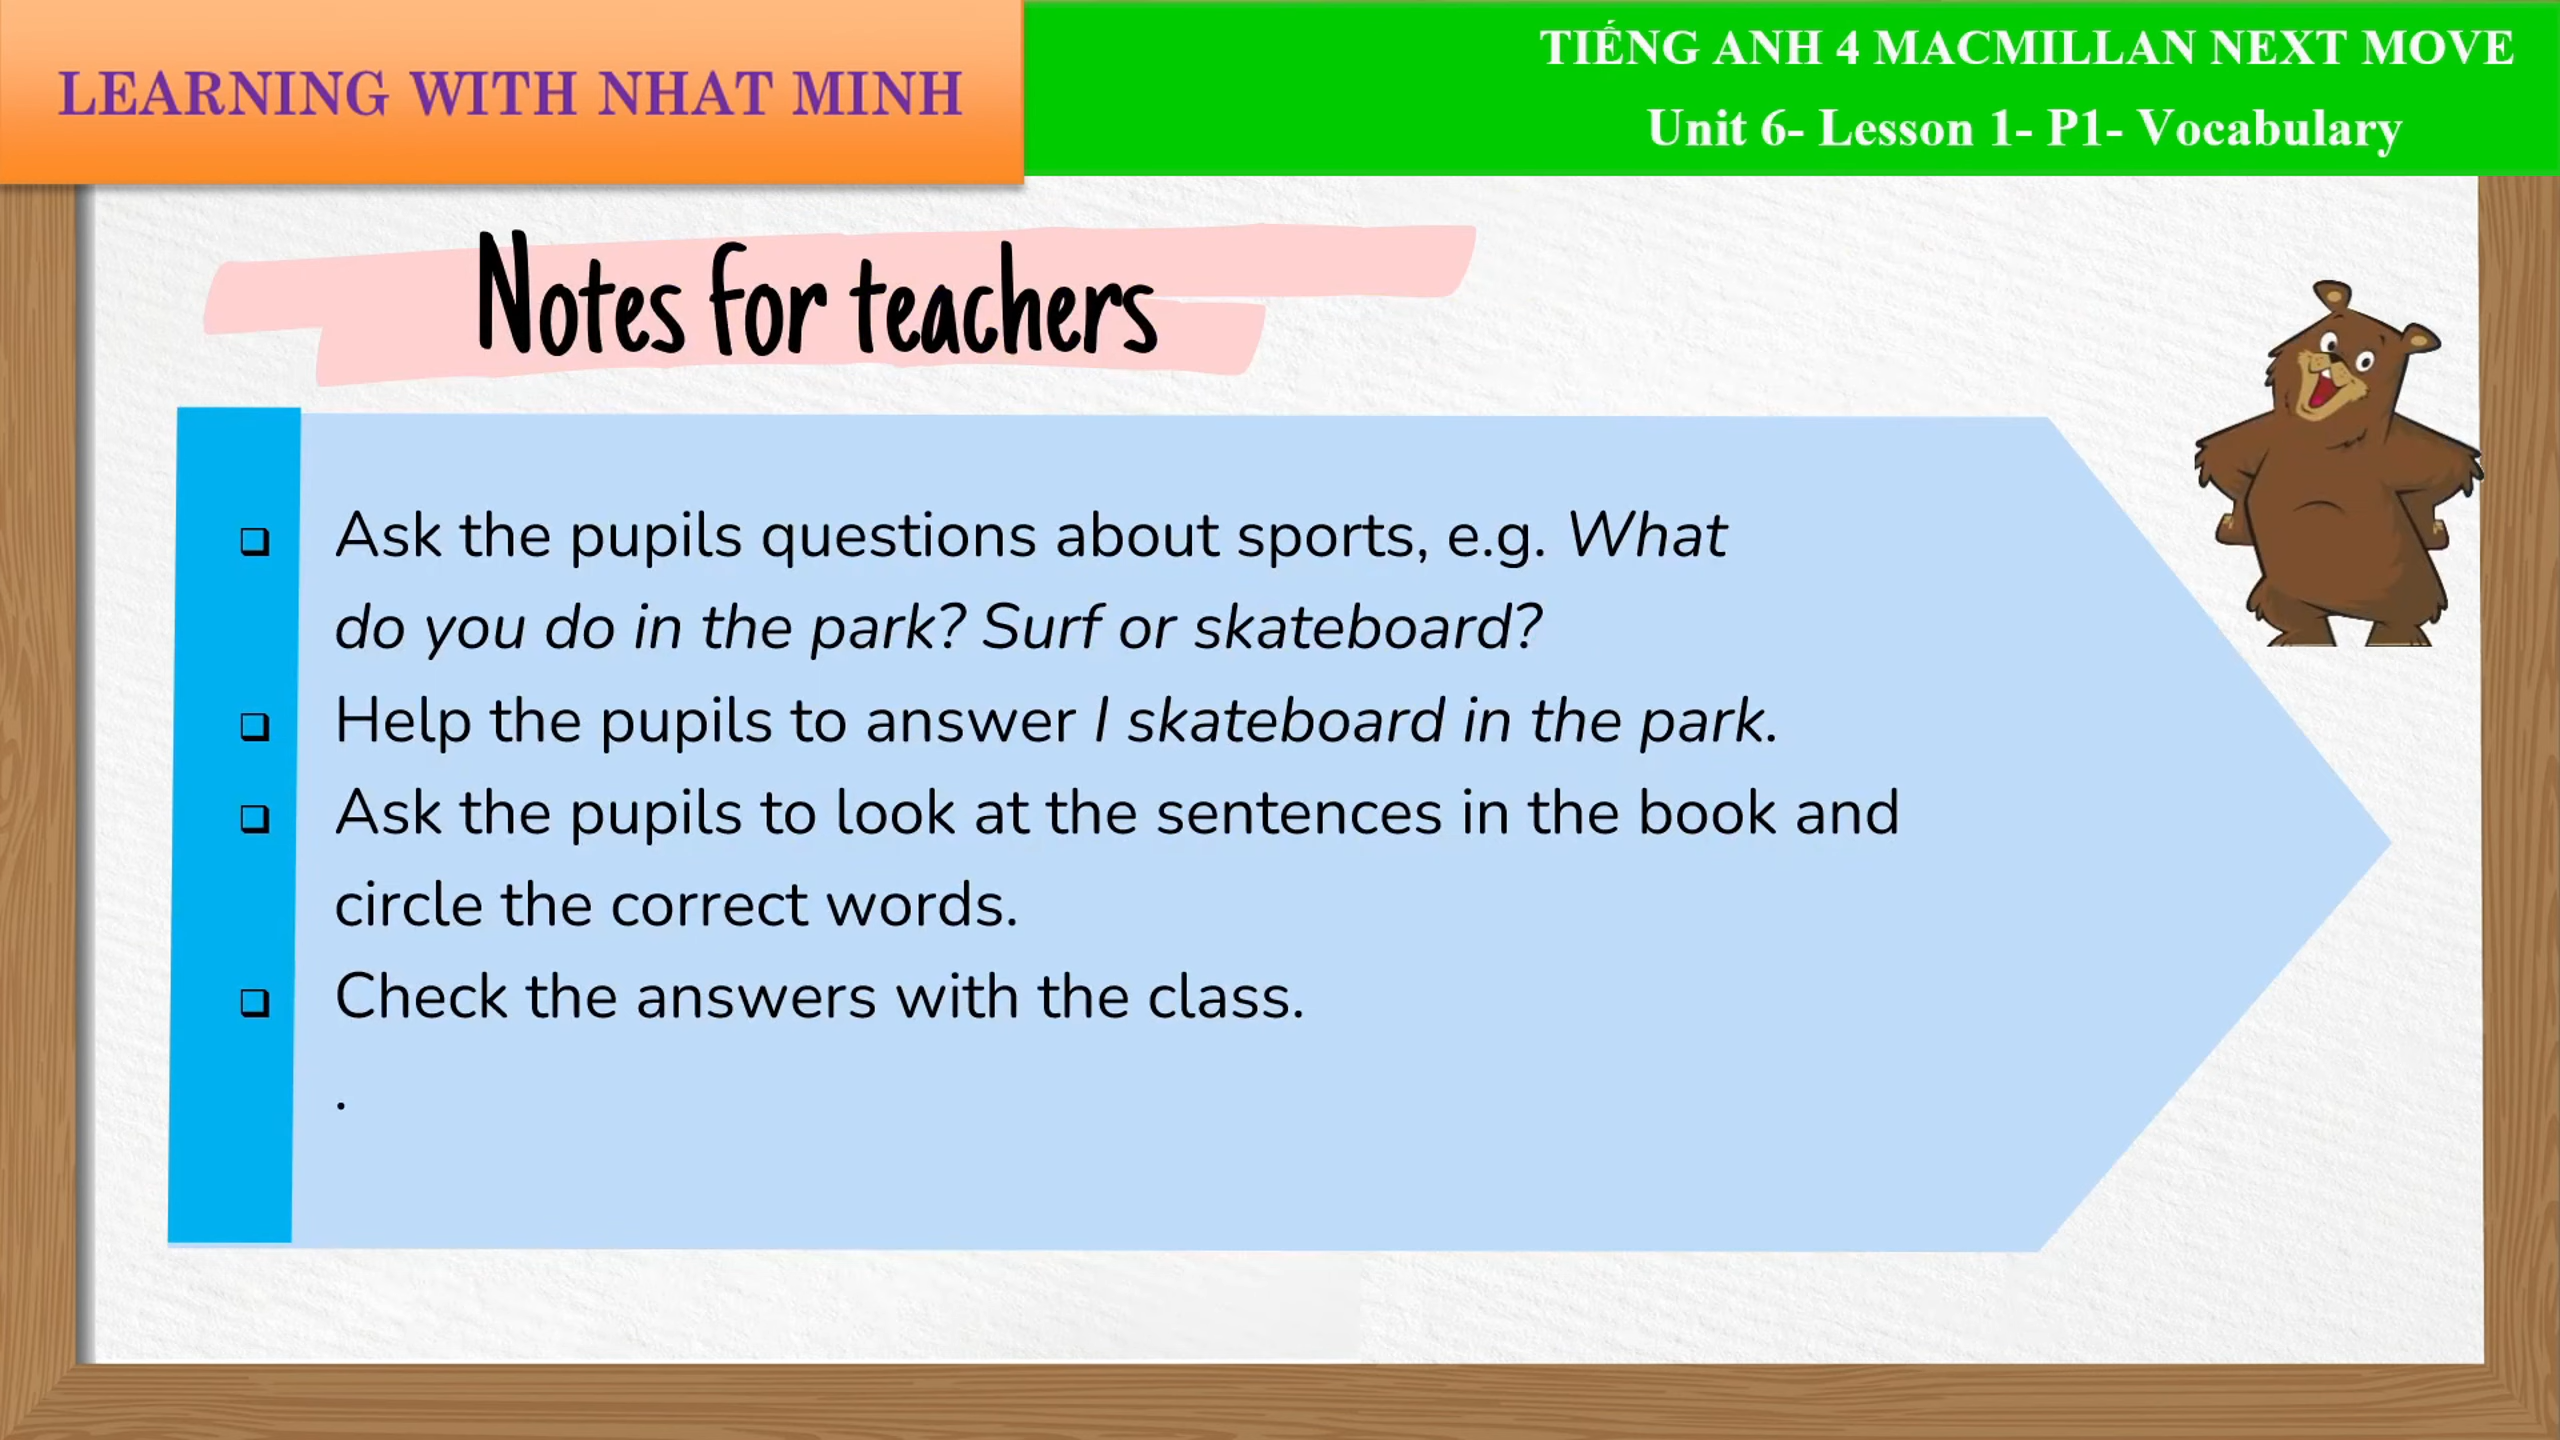 LEARNING WITH NHAT MINH
TIẾNG ANH 4 MACMILLAN NEXT MOVE
Unit 6- Lesson 1- P1- Vocabulary
Notes for teachers
❑ Ask the pupils questions about sports, e.g. What
do you do in the park? Surf or skateboard?
❑ Help the pupils to answer I skateboard in the park.
❑ Ask the pupils to look at the sentences in the book and
circle the correct words.
❑ Check the answers with the class.
.